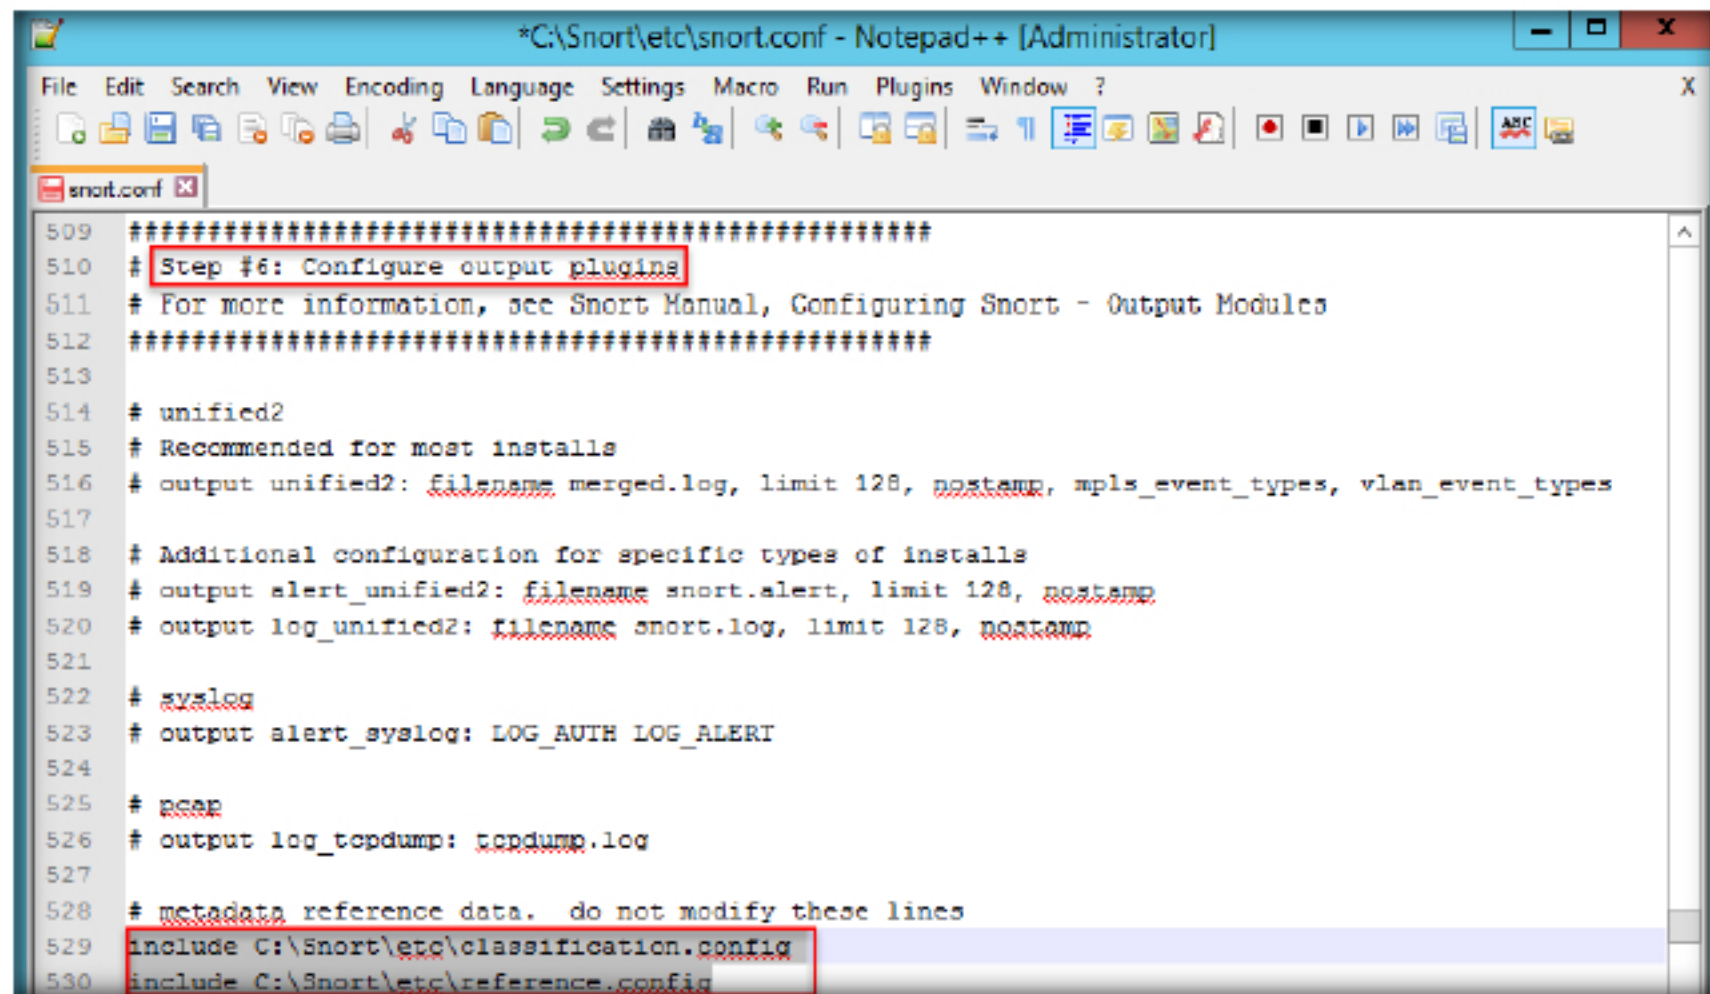 *C:\Snort\etc\snort.conf - Notepad++ [Administrator]
File Edit Search View Encoding Language Settings Macro Run Plugins Window ? X
snort.conf
509 ###################################################
510 # Step #6: Configure output plugins
511 # For more information, see Snort Manual, Configuring Snort - Output Modules
512 ###################################################
513
514 # unified2
515 # Recommended for most installs
516 # output unified2: filename merged.log, limit 128, nostamp, mpls_event_types, vlan_event_types
517
518 # Additional configuration for specific types of installs
519 # output alert_unified2: filename snort.alert, limit 128, nostamp
520 # output log_unified2: filename snort.log, limit 128, nostamp
521
522 # syslog
523 # output alert_syslog: LOG_AUTH LOG_ALERT
524
525 # pcap
526 # output log_tcpdump: tcpdump.log
527
528 # metadata reference data.  do not modify these lines
529 include C:\Snort\etc\classification.config
530 include C:\Snort\etc\reference.config